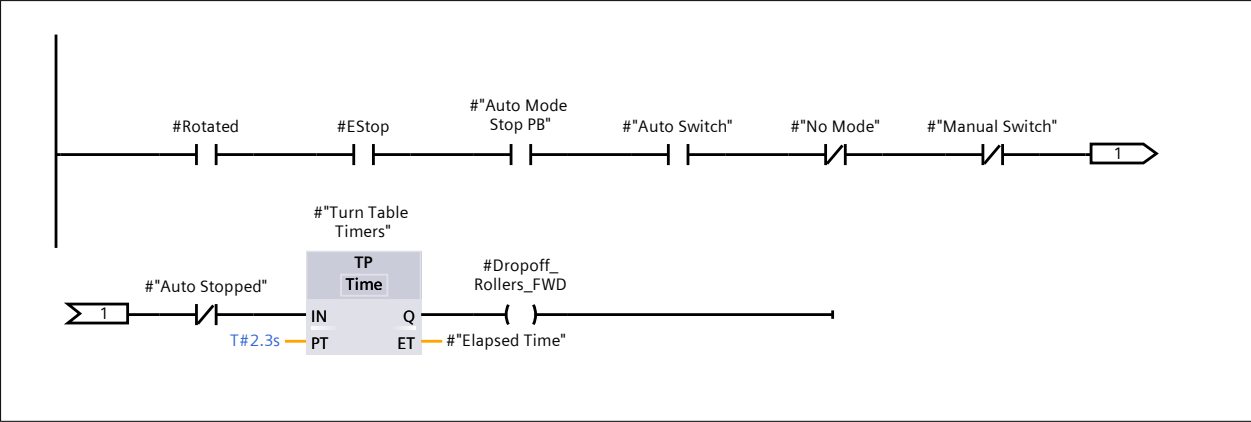 #"Auto Mode
Stop PB"
#Rotated
#EStop
#"Auto Switch"
#"No Mode"
#"Manual Switch"
1
#"Turn Table
Timers"
TP
Time
#Dropoff_
Rollers_FWD
1
#"Auto Stopped"
IN
Q
T#2.3s
PT
ET
#"Elapsed Time"